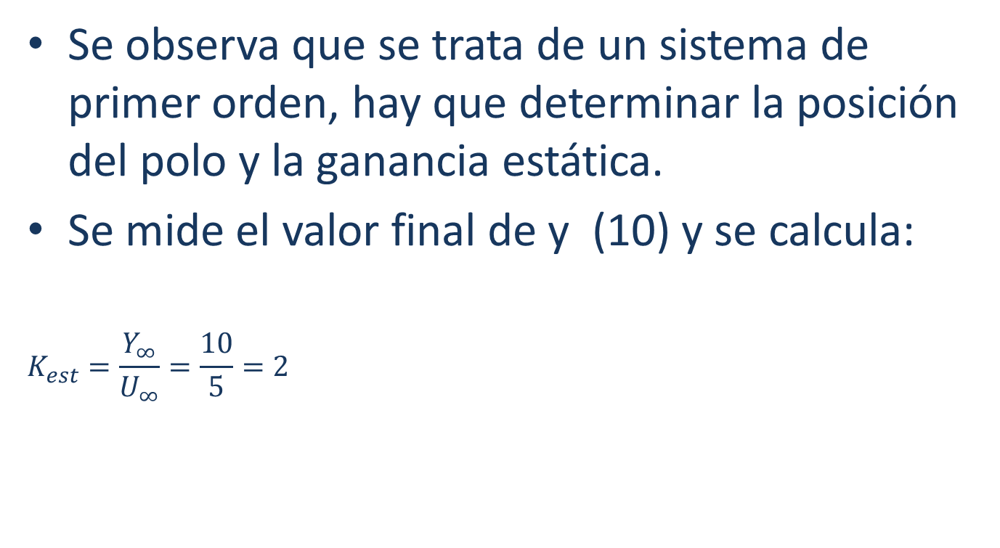 • Se observa que se trata de un sistema de
primer orden, hay que determinar la posición
del polo y la ganancia estática.
• Se mide el valor final de y (10) y se calcula:
K_{est} = \frac{Y_∞}{U_∞} = \frac{10}{5} = 2